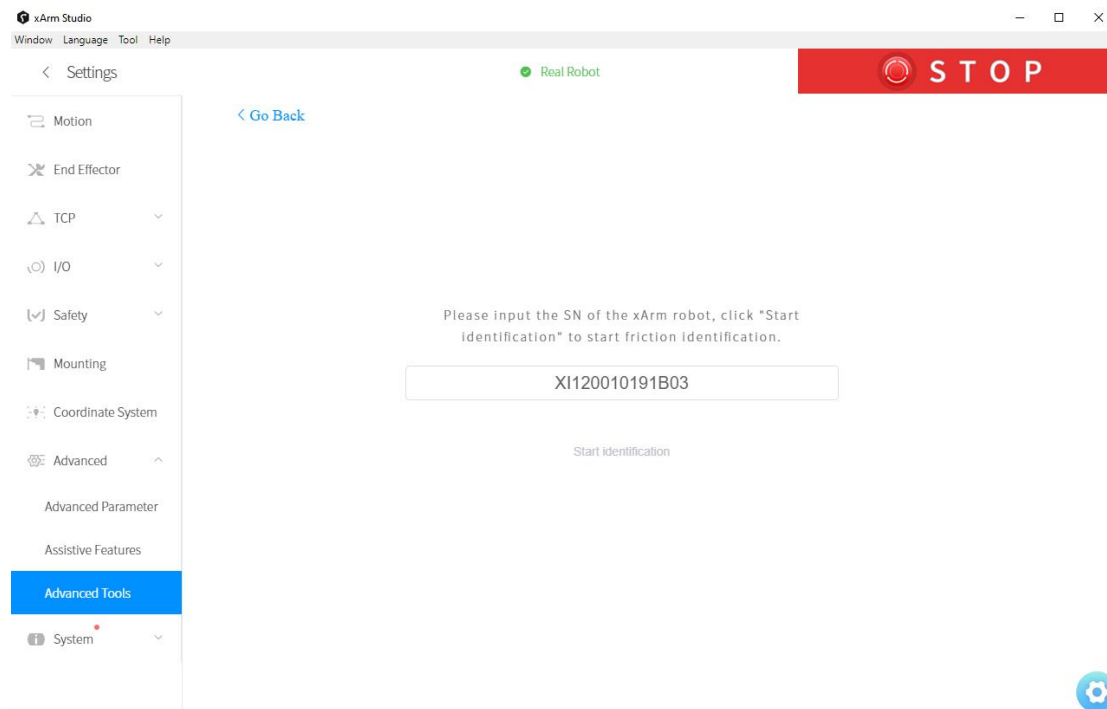 xArm Studio
Window Language Tool Help
Settings
Real Robot
STOP
Motion
End Effector
TCP
I/O
Safety
Mounting
Coordinate System
Advanced
Advanced Parameter
Assistive Features
Advanced Tools
System
< Go Back
Please input the SN of the xArm robot, click "Start
identification" to start friction identification.
XI120010191B03
Start identification